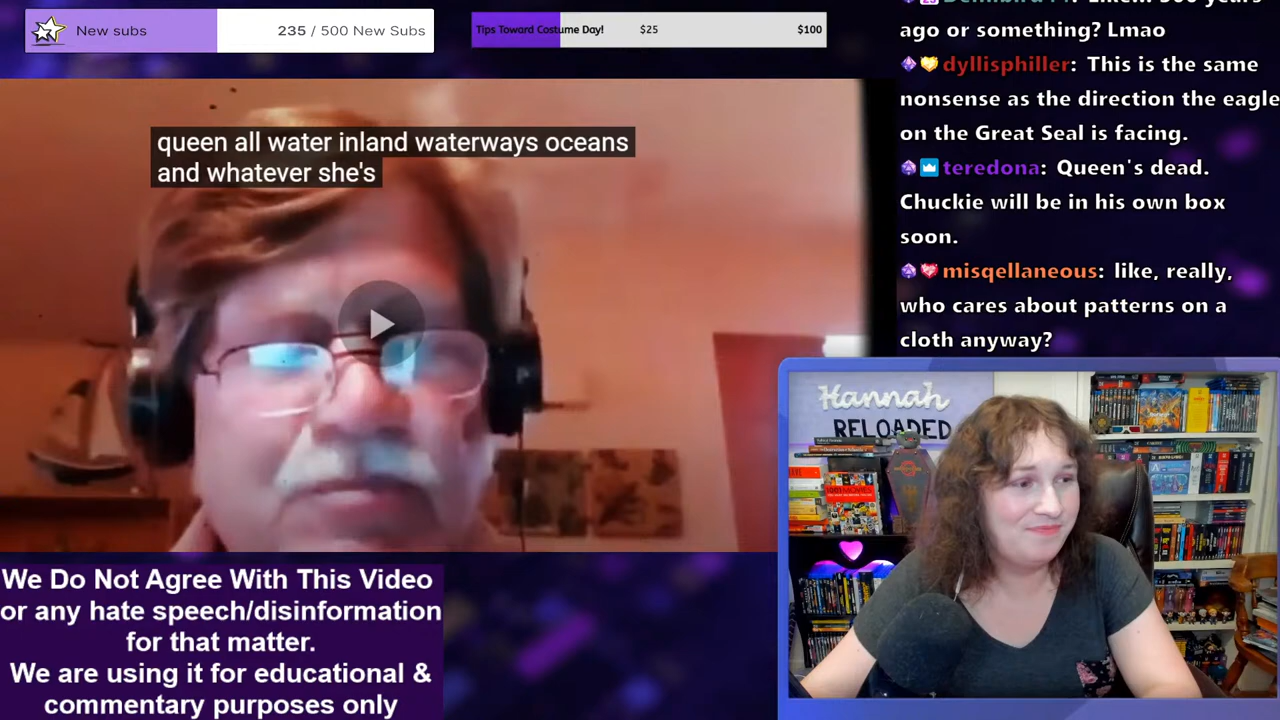 New subs
235 / 500 New Subs
Tips Toward Costume Day!
$25
$100
ago or something? Lmao
dyllisphiller: This is the same
nonsense as the direction the eagle
on the Great Seal is facing.
teredona: Queen's dead.
Chuckie will be in his own box
soon.
misqellaneous: like, really,
who cares about patterns on a
cloth anyway?
queen all water inland waterways oceans
and whatever she's
Hannah
RELOADED
We Do Not Agree With This Video
or any hate speech/disinformation
for that matter.
We are using it for educational &
commentary purposes only